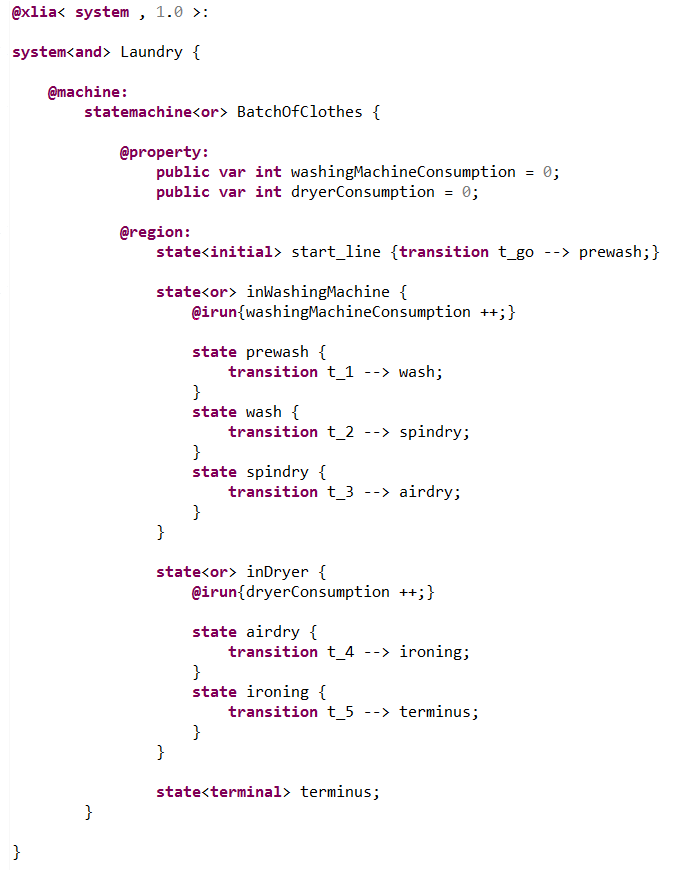 @xlia< system , 1.0 >:
system<and> Laundry {
@machine:
statemachine<or> BatchOfClothes {
@property:
public var int washingMachineConsumption = 0;
public var int dryerConsumption = 0;
@region:
state<initial> start_line {transition t_go --> prewash;}
state<or> inWashingMachine {
@irun{washingMachineConsumption ++;}
state prewash {
transition t_1 --> wash;
}
state wash {
transition t_2 --> spindry;
}
state spindry {
transition t_3 --> airdry;
}
}
state<or> inDryer {
@irun{dryerConsumption ++;}
state airdry {
transition t_4 --> ironing;
}
state ironing {
transition t_5 --> terminus;
}
}
state<terminal> terminus;
}
}